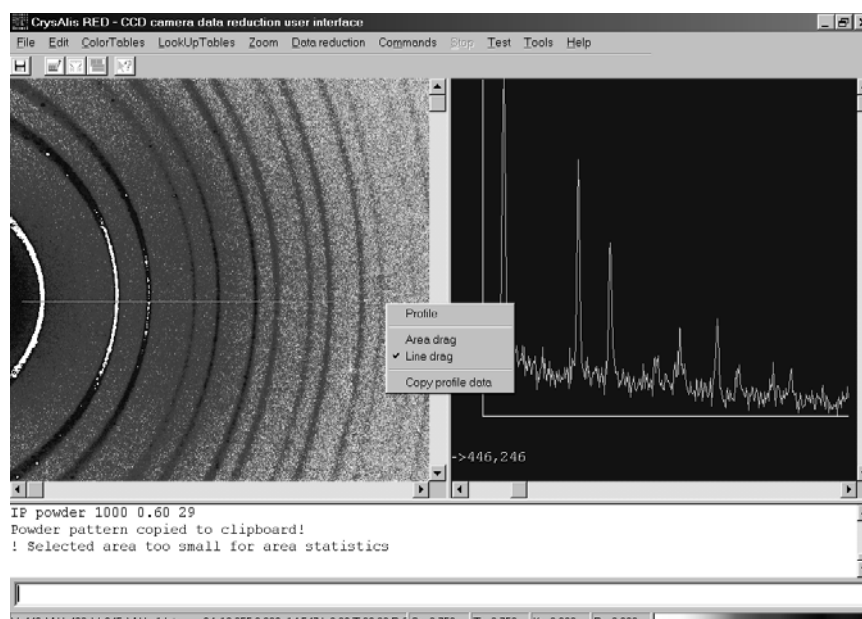 CrysAlis RED - CCD camera data reduction user interface
File Edit ColorTables LookUpTables Zoom Data reduction Commands Stop Test Tools Help
Profile
Area drag
Line drag
Copy profile data
->446,246
IP powder 1000 0.60 29
Powder pattern copied to clipboard!
! Selected area too small for area statistics